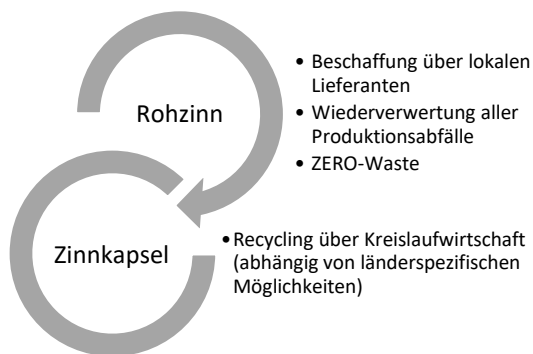 Rohzinn
• Beschaffung über lokalen
Lieferanten
• Wiederverwertung aller
Produktionsabfälle
• ZERO-Waste
Zinnkapsel
• Recycling über Kreislaufwirtschaft
(abhängig von länderspezifischen
Möglichkeiten)